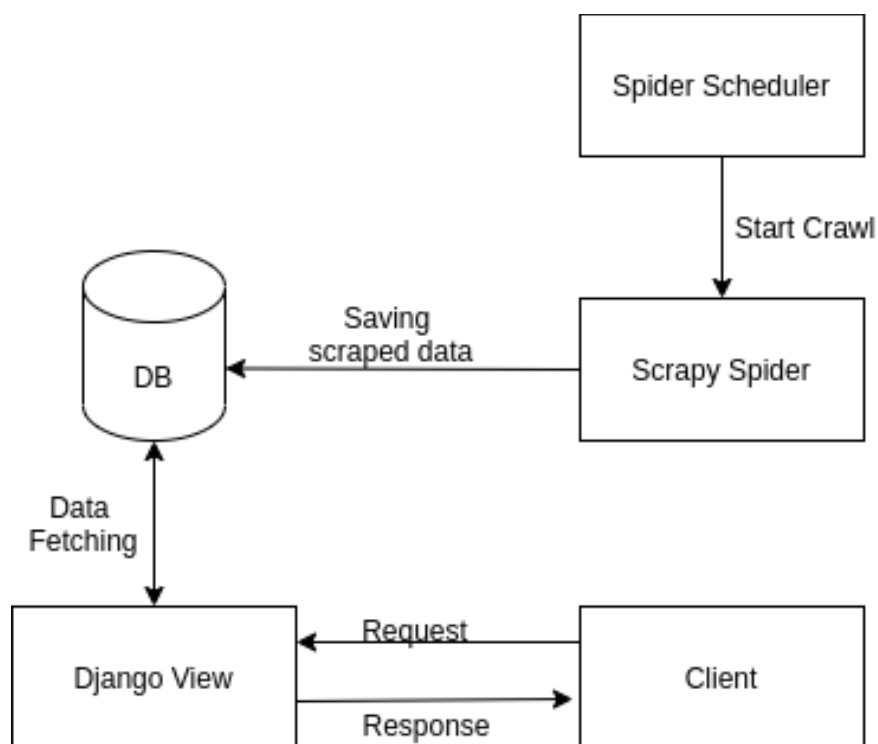 Spider Scheduler
Start Crawl
Saving
scraped data
Scrapy Spider
DB
Data
Fetching
Request
Django View
Client
Response